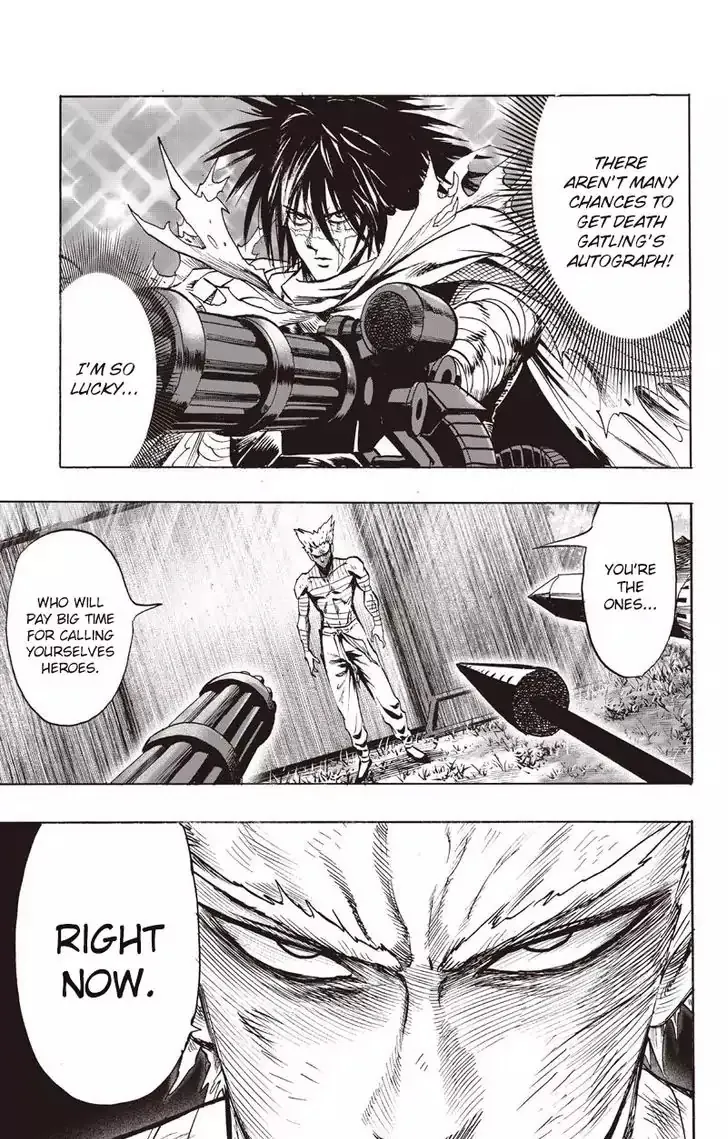 THERE
AREN'T MANY
CHANCES TO
GET DEATH
GATLING'S
AUTOGRAPH!
I'M SO
LUCKY...
YOU'RE
THE
ONES...
WHO WILL
PAY BIG TIME
FOR CALLING
YOURSELVES
HEROES.
RIGHT
NOW.